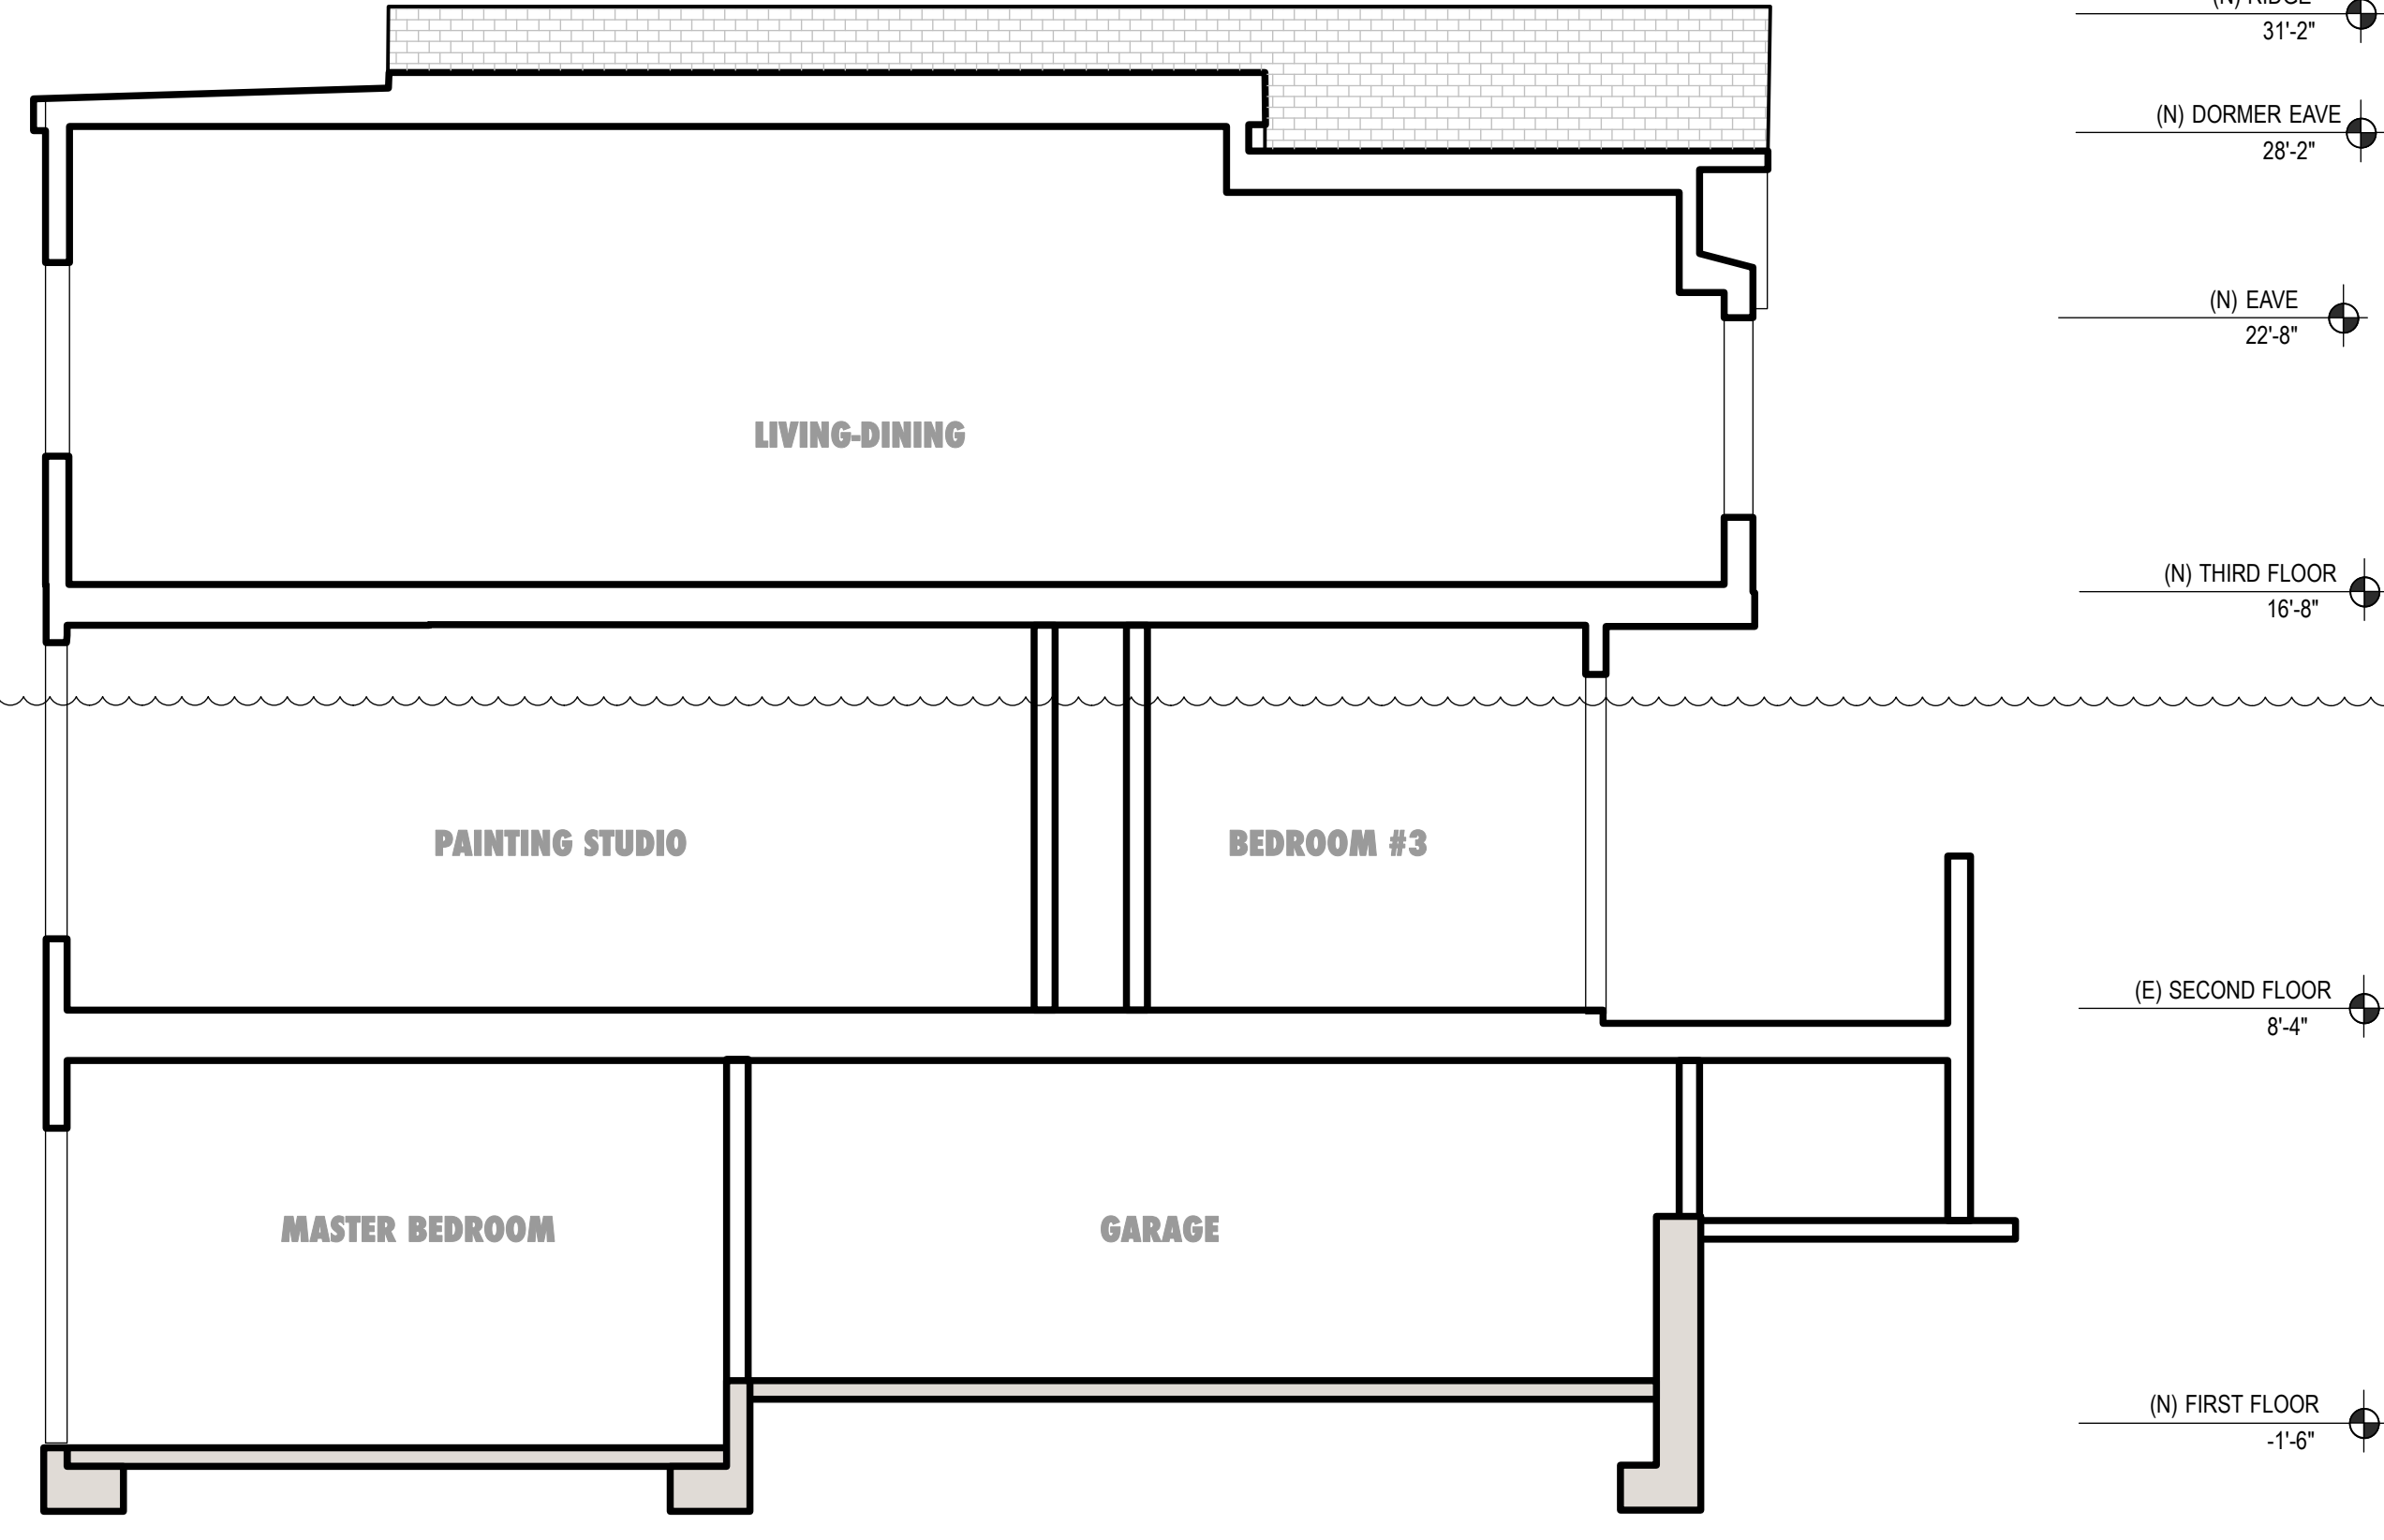 (N) RIDGE
31'-2"
(N) DORMER EAVE
28'-2"
(N) EAVE
22'-8"
LIVING-DINING
(N) THIRD FLOOR
16'-8"
PAINTING STUDIO
BEDROOM #3
(E) SECOND FLOOR
8'-4"
MASTER BEDROOM
GARAGE
(N) FIRST FLOOR
-1'-6"